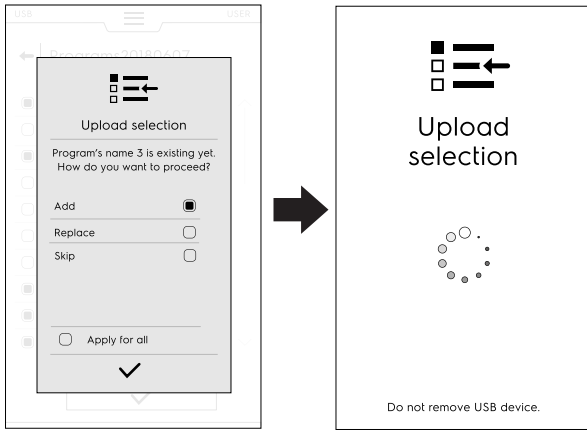 USB
USER
Programs20180607
Upload selection
Program's name 3 is existing yet.
How do you want to proceed?
Add
Replace
Skip
Apply for all
Upload
selection
Do not remove USB device.